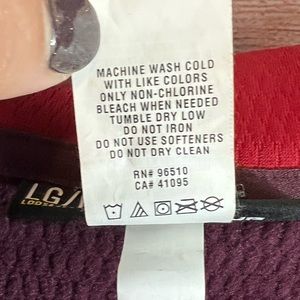 MACHINE WASH COLD
WITH LIKE COLORS
ONLY NON-CHLORINE
BLEACH WHEN NEEDED
TUMBLE DRY LOW
DO NOT IRON
DO NOT USE SOFTENERS
DO NOT DRY CLEAN
RN# 96510
CA# 41095
LG/
LOOSE